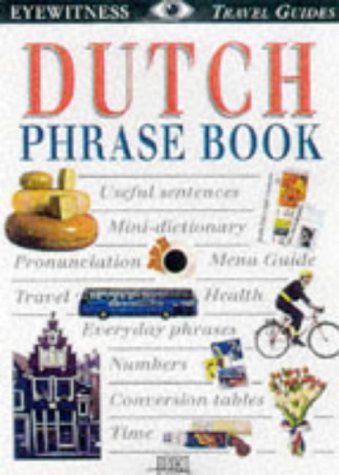 EYEWITNESS TRAVEL GUIDES
DUTCH
PHRASE BOOK
Useful sentences
Mini-dictionary
Pronunciation Menu Guide
Travel Health
Everyday phrases
Numbers
Conversion tables
Time